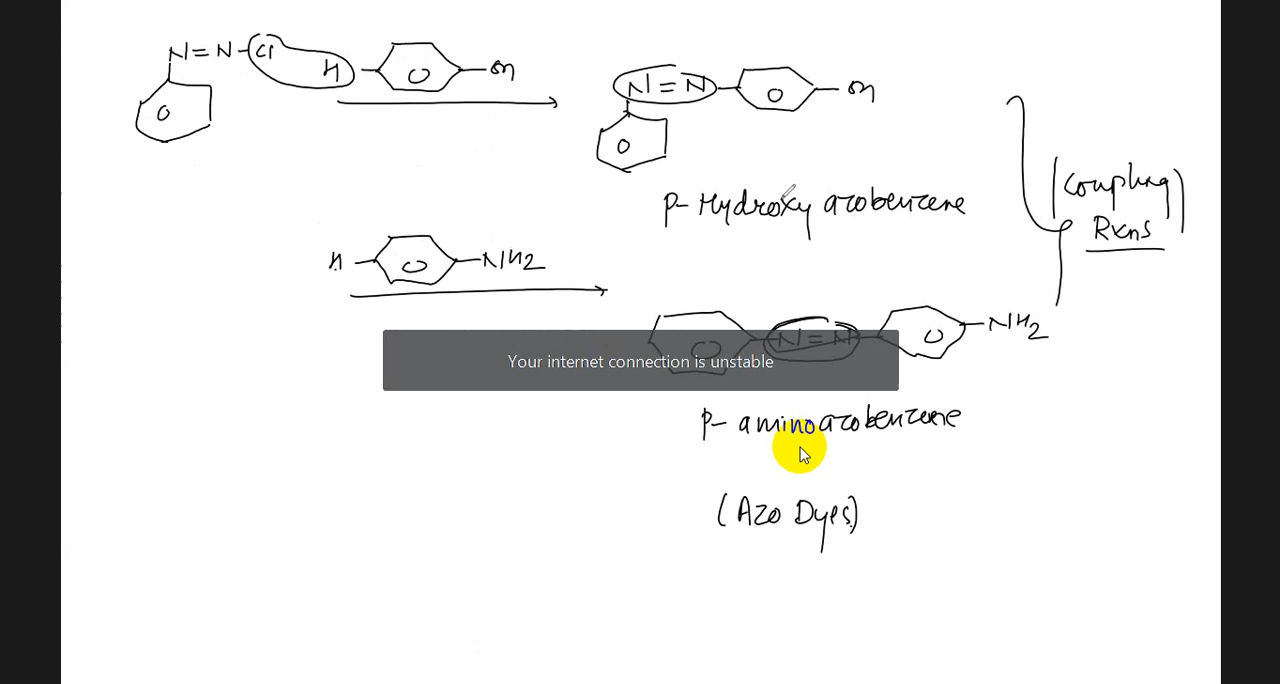 N=N-Cl H OH
N=N OH
P- Hydroxy azobenzene
(Coupling)
Rxns
H NH2
N=N NH2
Your internet connection is unstable
P- aminoazobenzene
(Azo Dyes)